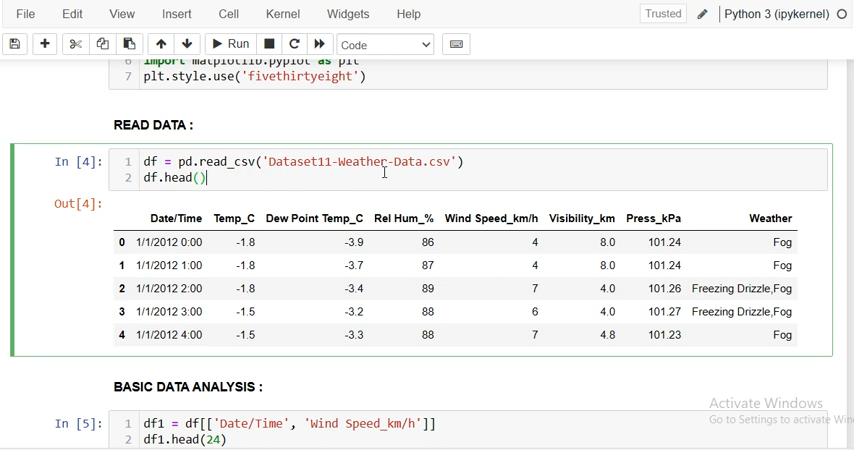 File Edit View Insert Cell Kernel Widgets Help Trusted Python 3 (ipykernel)
Run Code
6 import matplotlib.pyplot as plt
7 plt.style.use('fivethirtyeight')
READ DATA :
In [4]: 1 df = pd.read_csv('Dataset11-Weather-Data.csv')
2 df.head()
Out[4]:
Date/Time Temp_C Dew Point Temp_C Rel Hum_% Wind Speed_km/h Visibility_km Press_kPa Weather
0 1/1/2012 0:00 -1.8 -3.9 86 4 8.0 101.24 Fog
1 1/1/2012 1:00 -1.8 -3.7 87 4 8.0 101.24 Fog
2 1/1/2012 2:00 -1.8 -3.4 89 7 4.0 101.26 Freezing Drizzle,Fog
3 1/1/2012 3:00 -1.5 -3.2 88 6 4.0 101.27 Freezing Drizzle,Fog
4 1/1/2012 4:00 -1.5 -3.3 88 7 4.8 101.23 Fog
BASIC DATA ANALYSIS :
Activate Windows
Go to Settings to activate Win
In [5]: 1 df1 = df[['Date/Time', 'Wind Speed_km/h']]
2 df1.head(24)